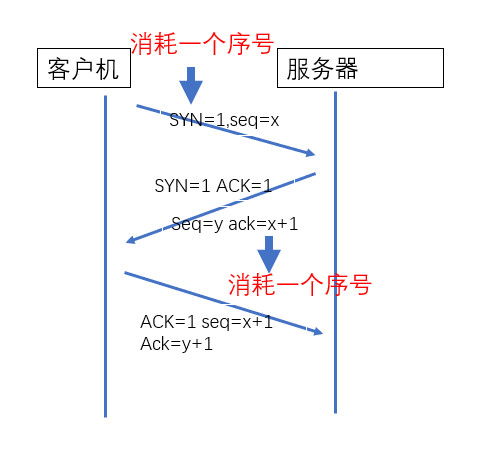 消耗一个序号
客户机
服务器
SYN=1,seq=x
SYN=1 ACK=1
Seq=y ack=x+1
消耗一个序号
ACK=1 seq=x+1
Ack=y+1